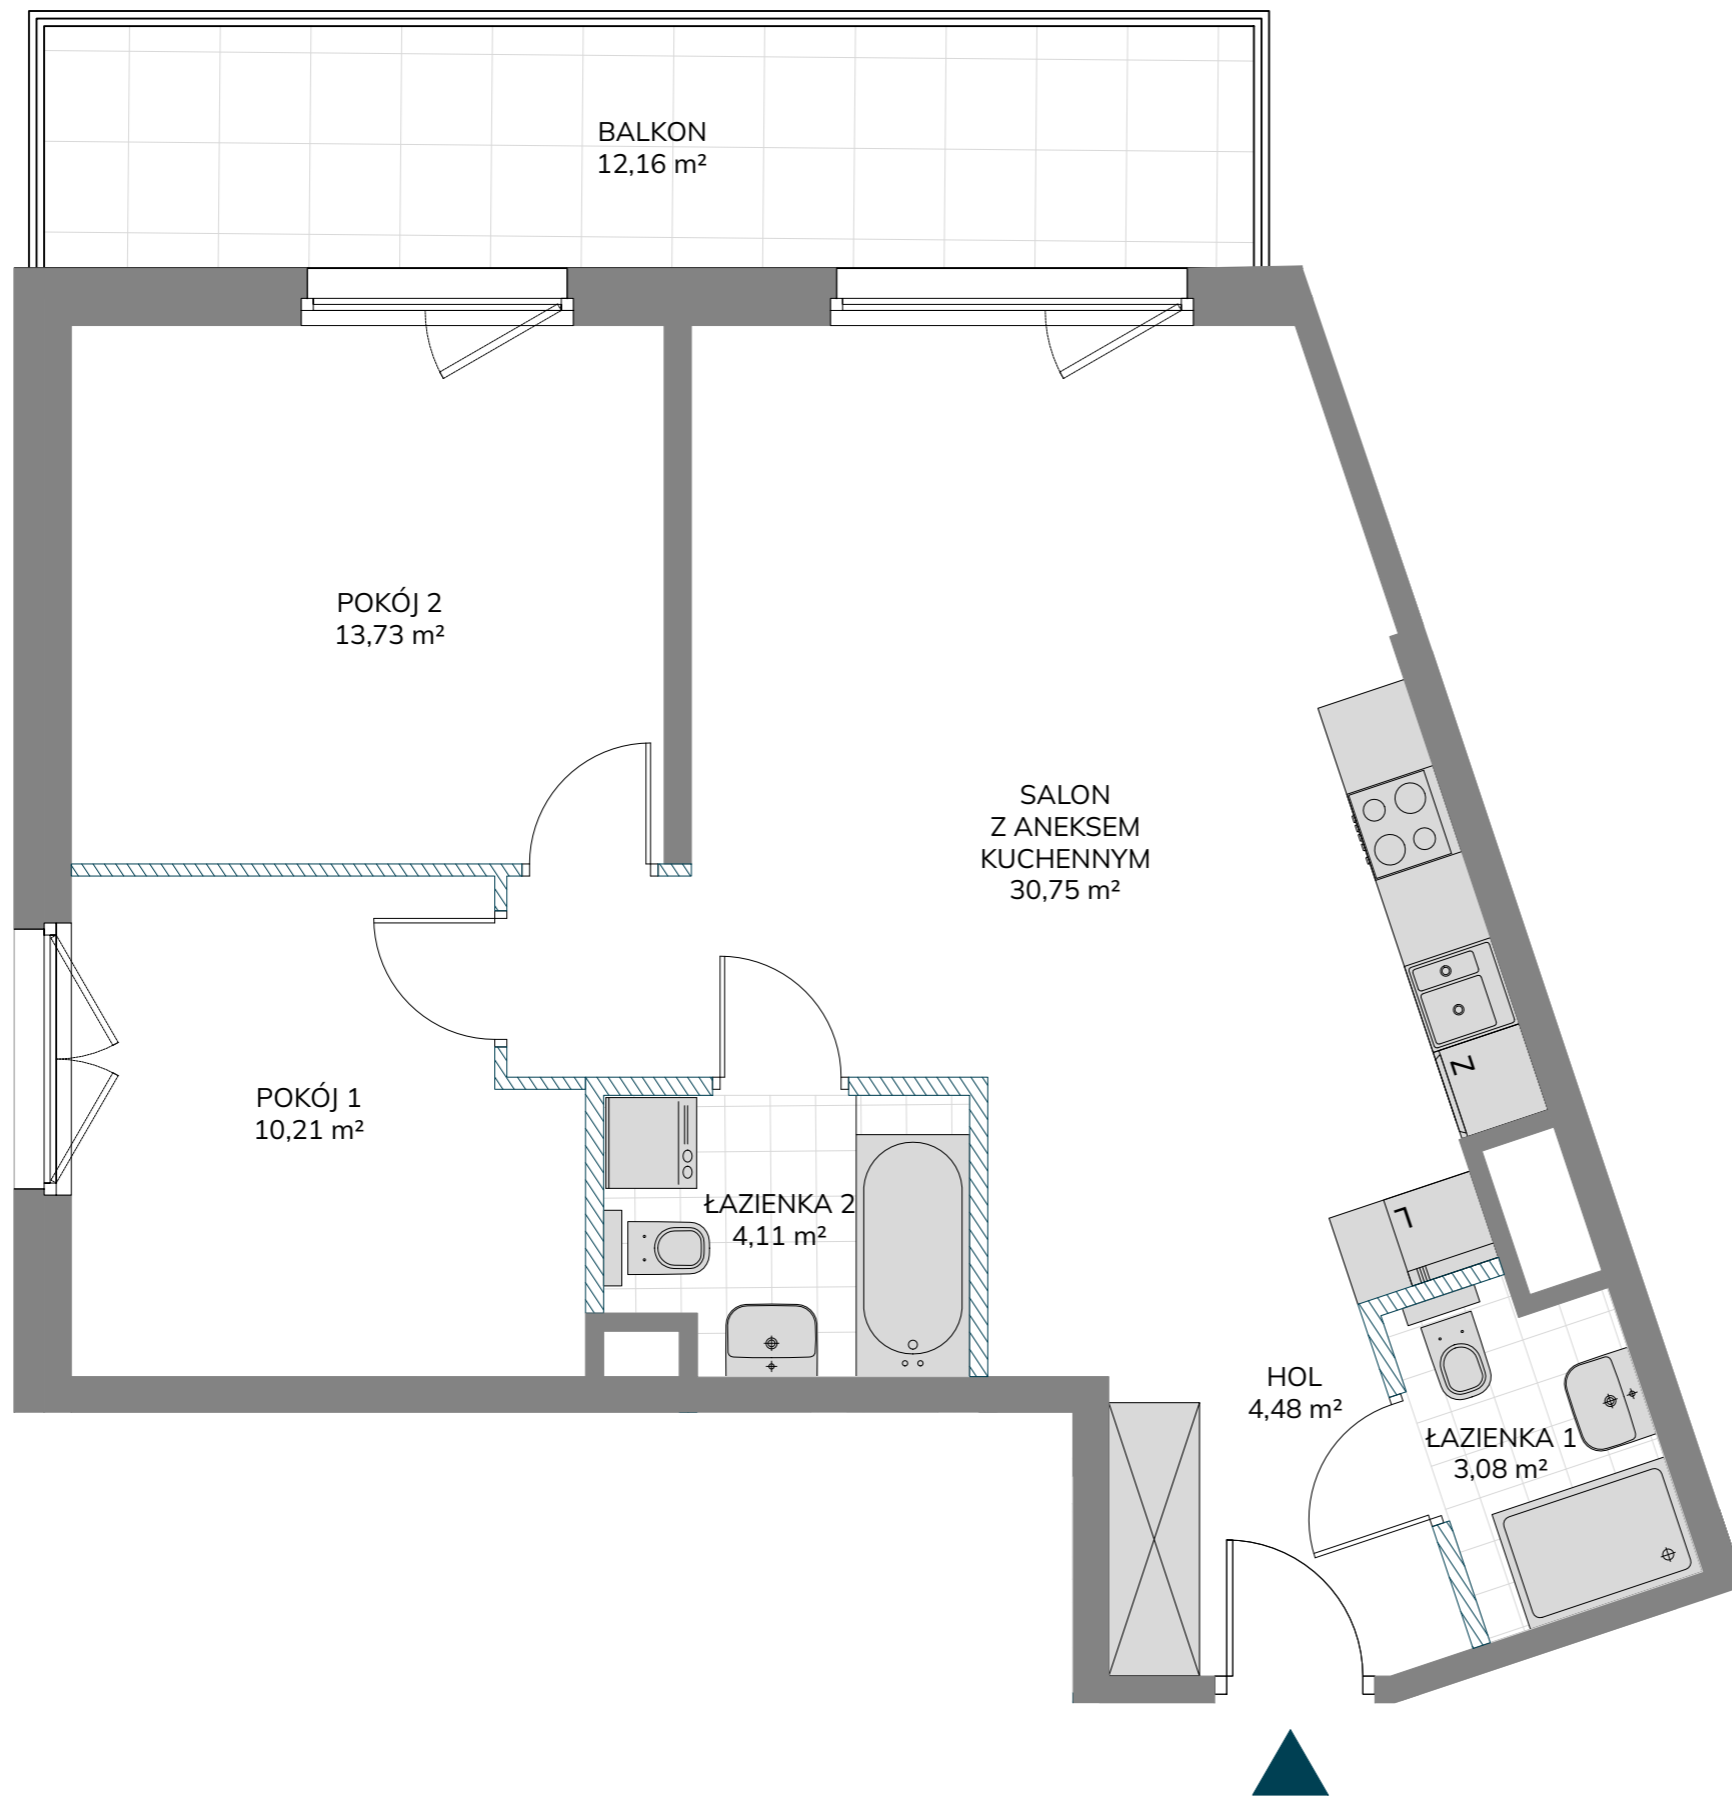 BALKON
12,16 m²
POKÓJ 2
13,73 m²
SALON
Z ANEKSEM
KUCHENNYM
30,75 m²
Z
POKÓJ 1
10,21 m²
ŁAZIENKA 2
4,11 m²
L
HOL
4,48 m²
ŁAZIENKA 1
3,08 m²